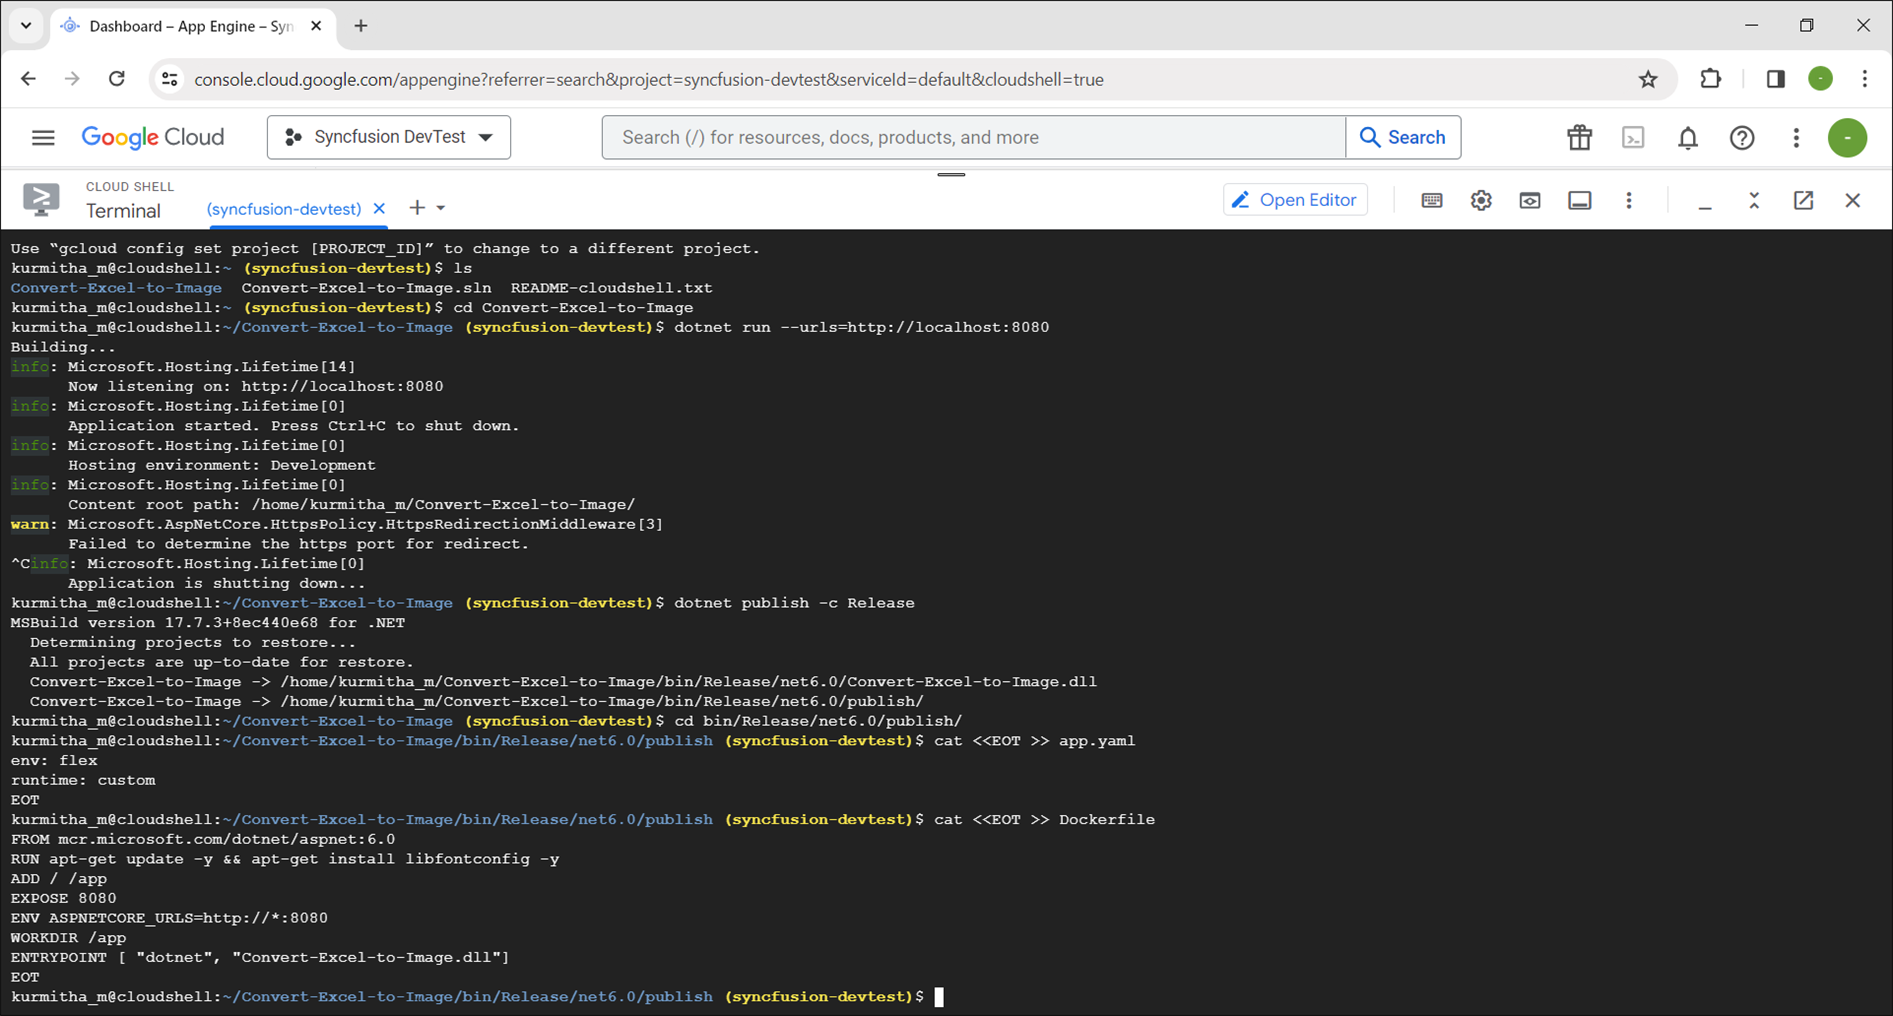 Dashboard – App Engine – Syn
console.cloud.google.com/appengine?referrer=search&project=syncfusion-devtest&serviceId=default&cloudshell=true
Google Cloud
Syncfusion DevTest
Search (/) for resources, docs, products, and more
Search
CLOUD SHELL
Terminal
(syncfusion-devtest)
Open Editor
Use “gcloud config set project [PROJECT_ID]” to change to a different project.
kurmitha_m@cloudshell:~ (syncfusion-devtest)$ ls
Convert-Excel-to-Image  Convert-Excel-to-Image.sln  README-cloudshell.txt
kurmitha_m@cloudshell:~ (syncfusion-devtest)$ cd Convert-Excel-to-Image
kurmitha_m@cloudshell:~/Convert-Excel-to-Image (syncfusion-devtest)$ dotnet run --urls=http://localhost:8080
Building...
info: Microsoft.Hosting.Lifetime[14]
      Now listening on: http://localhost:8080
info: Microsoft.Hosting.Lifetime[0]
      Application started. Press Ctrl+C to shut down.
info: Microsoft.Hosting.Lifetime[0]
      Hosting environment: Development
info: Microsoft.Hosting.Lifetime[0]
      Content root path: /home/kurmitha_m/Convert-Excel-to-Image/
warn: Microsoft.AspNetCore.HttpsPolicy.HttpsRedirectionMiddleware[3]
      Failed to determine the https port for redirect.
^Cinfo: Microsoft.Hosting.Lifetime[0]
      Application is shutting down...
kurmitha_m@cloudshell:~/Convert-Excel-to-Image (syncfusion-devtest)$ dotnet publish -c Release
MSBuild version 17.7.3+8ec440e68 for .NET
  Determining projects to restore...
  All projects are up-to-date for restore.
  Convert-Excel-to-Image -> /home/kurmitha_m/Convert-Excel-to-Image/bin/Release/net6.0/Convert-Excel-to-Image.dll
  Convert-Excel-to-Image -> /home/kurmitha_m/Convert-Excel-to-Image/bin/Release/net6.0/publish/
kurmitha_m@cloudshell:~/Convert-Excel-to-Image (syncfusion-devtest)$ cd bin/Release/net6.0/publish/
kurmitha_m@cloudshell:~/Convert-Excel-to-Image/bin/Release/net6.0/publish (syncfusion-devtest)$ cat <<EOT >> app.yaml
env: flex
runtime: custom
EOT
kurmitha_m@cloudshell:~/Convert-Excel-to-Image/bin/Release/net6.0/publish (syncfusion-devtest)$ cat <<EOT >> Dockerfile
FROM mcr.microsoft.com/dotnet/aspnet:6.0
RUN apt-get update -y && apt-get install libfontconfig -y
ADD / /app
EXPOSE 8080
ENV ASPNETCORE_URLS=http://*:8080
WORKDIR /app
ENTRYPOINT [ "dotnet", "Convert-Excel-to-Image.dll"]
EOT
kurmitha_m@cloudshell:~/Convert-Excel-to-Image/bin/Release/net6.0/publish (syncfusion-devtest)$